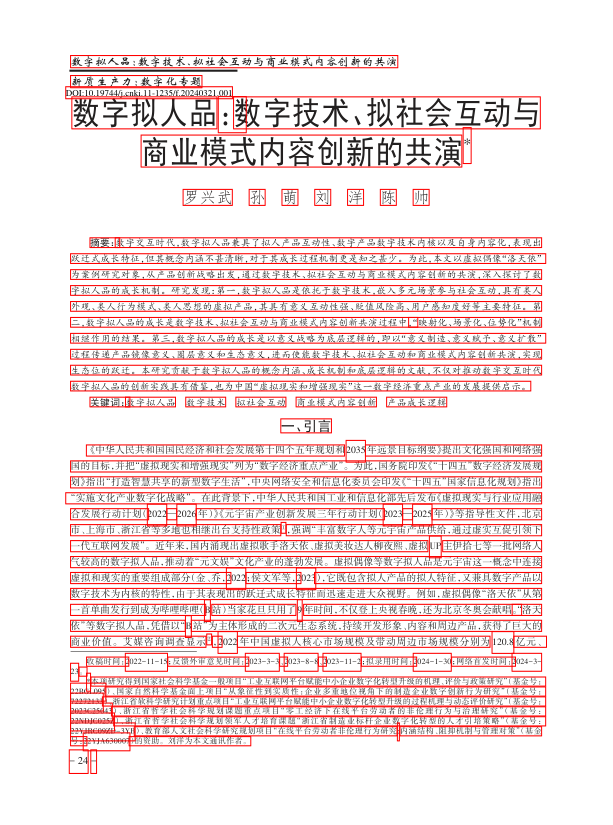 数字拟人品:数字技术、拟社会互动与商业模式内容创新的共演
新质生产力:数字化专题
DOI:10.19744/j.cnki.11-1235/f.20240321.001
数字拟人品:数字技术、拟社会互动与
商业模式内容创新的共演*
罗兴武 孙 萌 刘 洋 陈 帅
摘要:数字交互时代,数字拟人品兼具了拟人产品互动性、数字产品数字技术内核以及自身内容化,表现出
跃迁式成长特征,但其概念内涵不甚清晰,对于其成长过程机制更是知之甚少。为此,本文以虚拟偶像“洛天依”
为案例研究对象,从产品创新战略出发,通过数字技术、拟社会互动与商业模式内容创新的共演,深入探讨了数
字拟人品的成长机制。研究发现:第一,数字拟人品是依托于数字技术,嵌入多元场景参与社会互动,具有类人
外观、类人行为模式、类人思想的虚拟产品,其具有意义互动性强、贬值风险高、用户感知度好等主要特征。第
二,数字拟人品的成长是数字技术、拟社会互动与商业模式内容创新共演过程中,“映射化、场景化、位势化”机制
相继作用的结果。第三,数字拟人品的成长是以意义战略为底层逻辑的,即以“意义制造、意义赋予、意义扩散”
过程传递产品镜像意义、圈层意义和生态意义,进而使能数字技术、拟社会互动和商业模式内容创新共演,实现
生态位的跃迁。本研究贡献于数字拟人品的概念内涵、成长机制和底层逻辑的文献,不仅对推动数字交互时代
数字拟人品的创新实践具有借鉴,也为中国“虚拟现实和增强现实”这一数字经济重点产业的发展提供启示。
关键词:数字拟人品 数字技术 拟社会互动 商业模式内容创新 产品成长逻辑
一、引言
《中华人民共和国国民经济和社会发展第十四个五年规划和2035年远景目标纲要》提出文化强国和网络强
国的目标,并把“虚拟现实和增强现实”列为“数字经济重点产业”。为此,国务院印发《“十四五”数字经济发展规
划》指出“打造智慧共享的新型数字生活”,中央网络安全和信息化委员会印发《“十四五”国家信息化规划》指出
“实施文化产业数字化战略”。在此背景下,中华人民共和国工业和信息化部先后发布《虚拟现实与行业应用融
合发展行动计划(2022—2026年)》《元宇宙产业创新发展三年行动计划(2023—2025年)》等指导性文件,北京
市、上海市、浙江省等多地也相继出台支持性政策,强调“丰富数字人等元宇宙产品供给,通过虚实互促引领下
一代互联网发展”。近年来,国内涌现出虚拟歌手洛天依、虚拟美妆达人柳夜熙、虚拟UP主伊拾七等一批网络人
气较高的数字拟人品,推动着“元文娱”文化产业的蓬勃发展。虚拟偶像等数字拟人品是元宇宙这一概念中连接
虚拟和现实的重要组成部分(金、乔,2022;侯文军等,2023),它既包含拟人产品的拟人特征,又兼具数字产品以
数字技术为内核的特性,由于其表现出的跃迁式成长特征而迅速走进大众视野。例如,虚拟偶像“洛天依”从第
一首单曲发行到成为哔哩哔哩(B站)当家花旦只用了9年时间,不仅登上央视春晚,还为北京冬奥会献唱。“洛天
依”等数字拟人品,凭借以“B站”为主体形成的二次元生态系统,持续开发形象、内容和周边产品,获得了巨大的
商业价值。艾媒咨询调查显示,2022年中国虚拟人核心市场规模及带动周边市场规模分别为120.8亿元、
收稿时间:2022-11-15;反馈外审意见时间:2023-3-3、2023-8-8、2023-11-2;拟录用时间:2024-1-30;网络首发时间:2024-3-
23
- 24 -